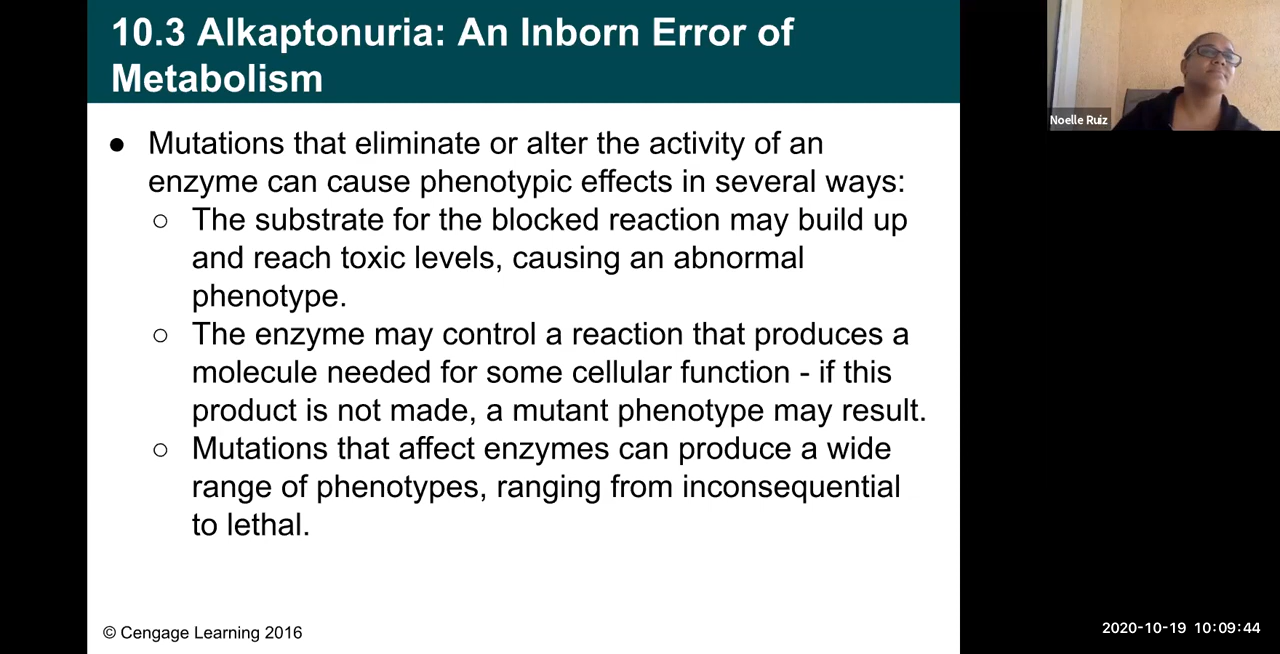 10.3 Alkaptonuria: An Inborn Error of
Metabolism
● Mutations that eliminate or alter the activity of an
enzyme can cause phenotypic effects in several ways:
○ The substrate for the blocked reaction may build up
and reach toxic levels, causing an abnormal
phenotype.
○ The enzyme may control a reaction that produces a
molecule needed for some cellular function - if this
product is not made, a mutant phenotype may result.
○ Mutations that affect enzymes can produce a wide
range of phenotypes, ranging from inconsequential
to lethal.
© Cengage Learning 2016
Noelle Ruiz
2020-10-19 10:09:44